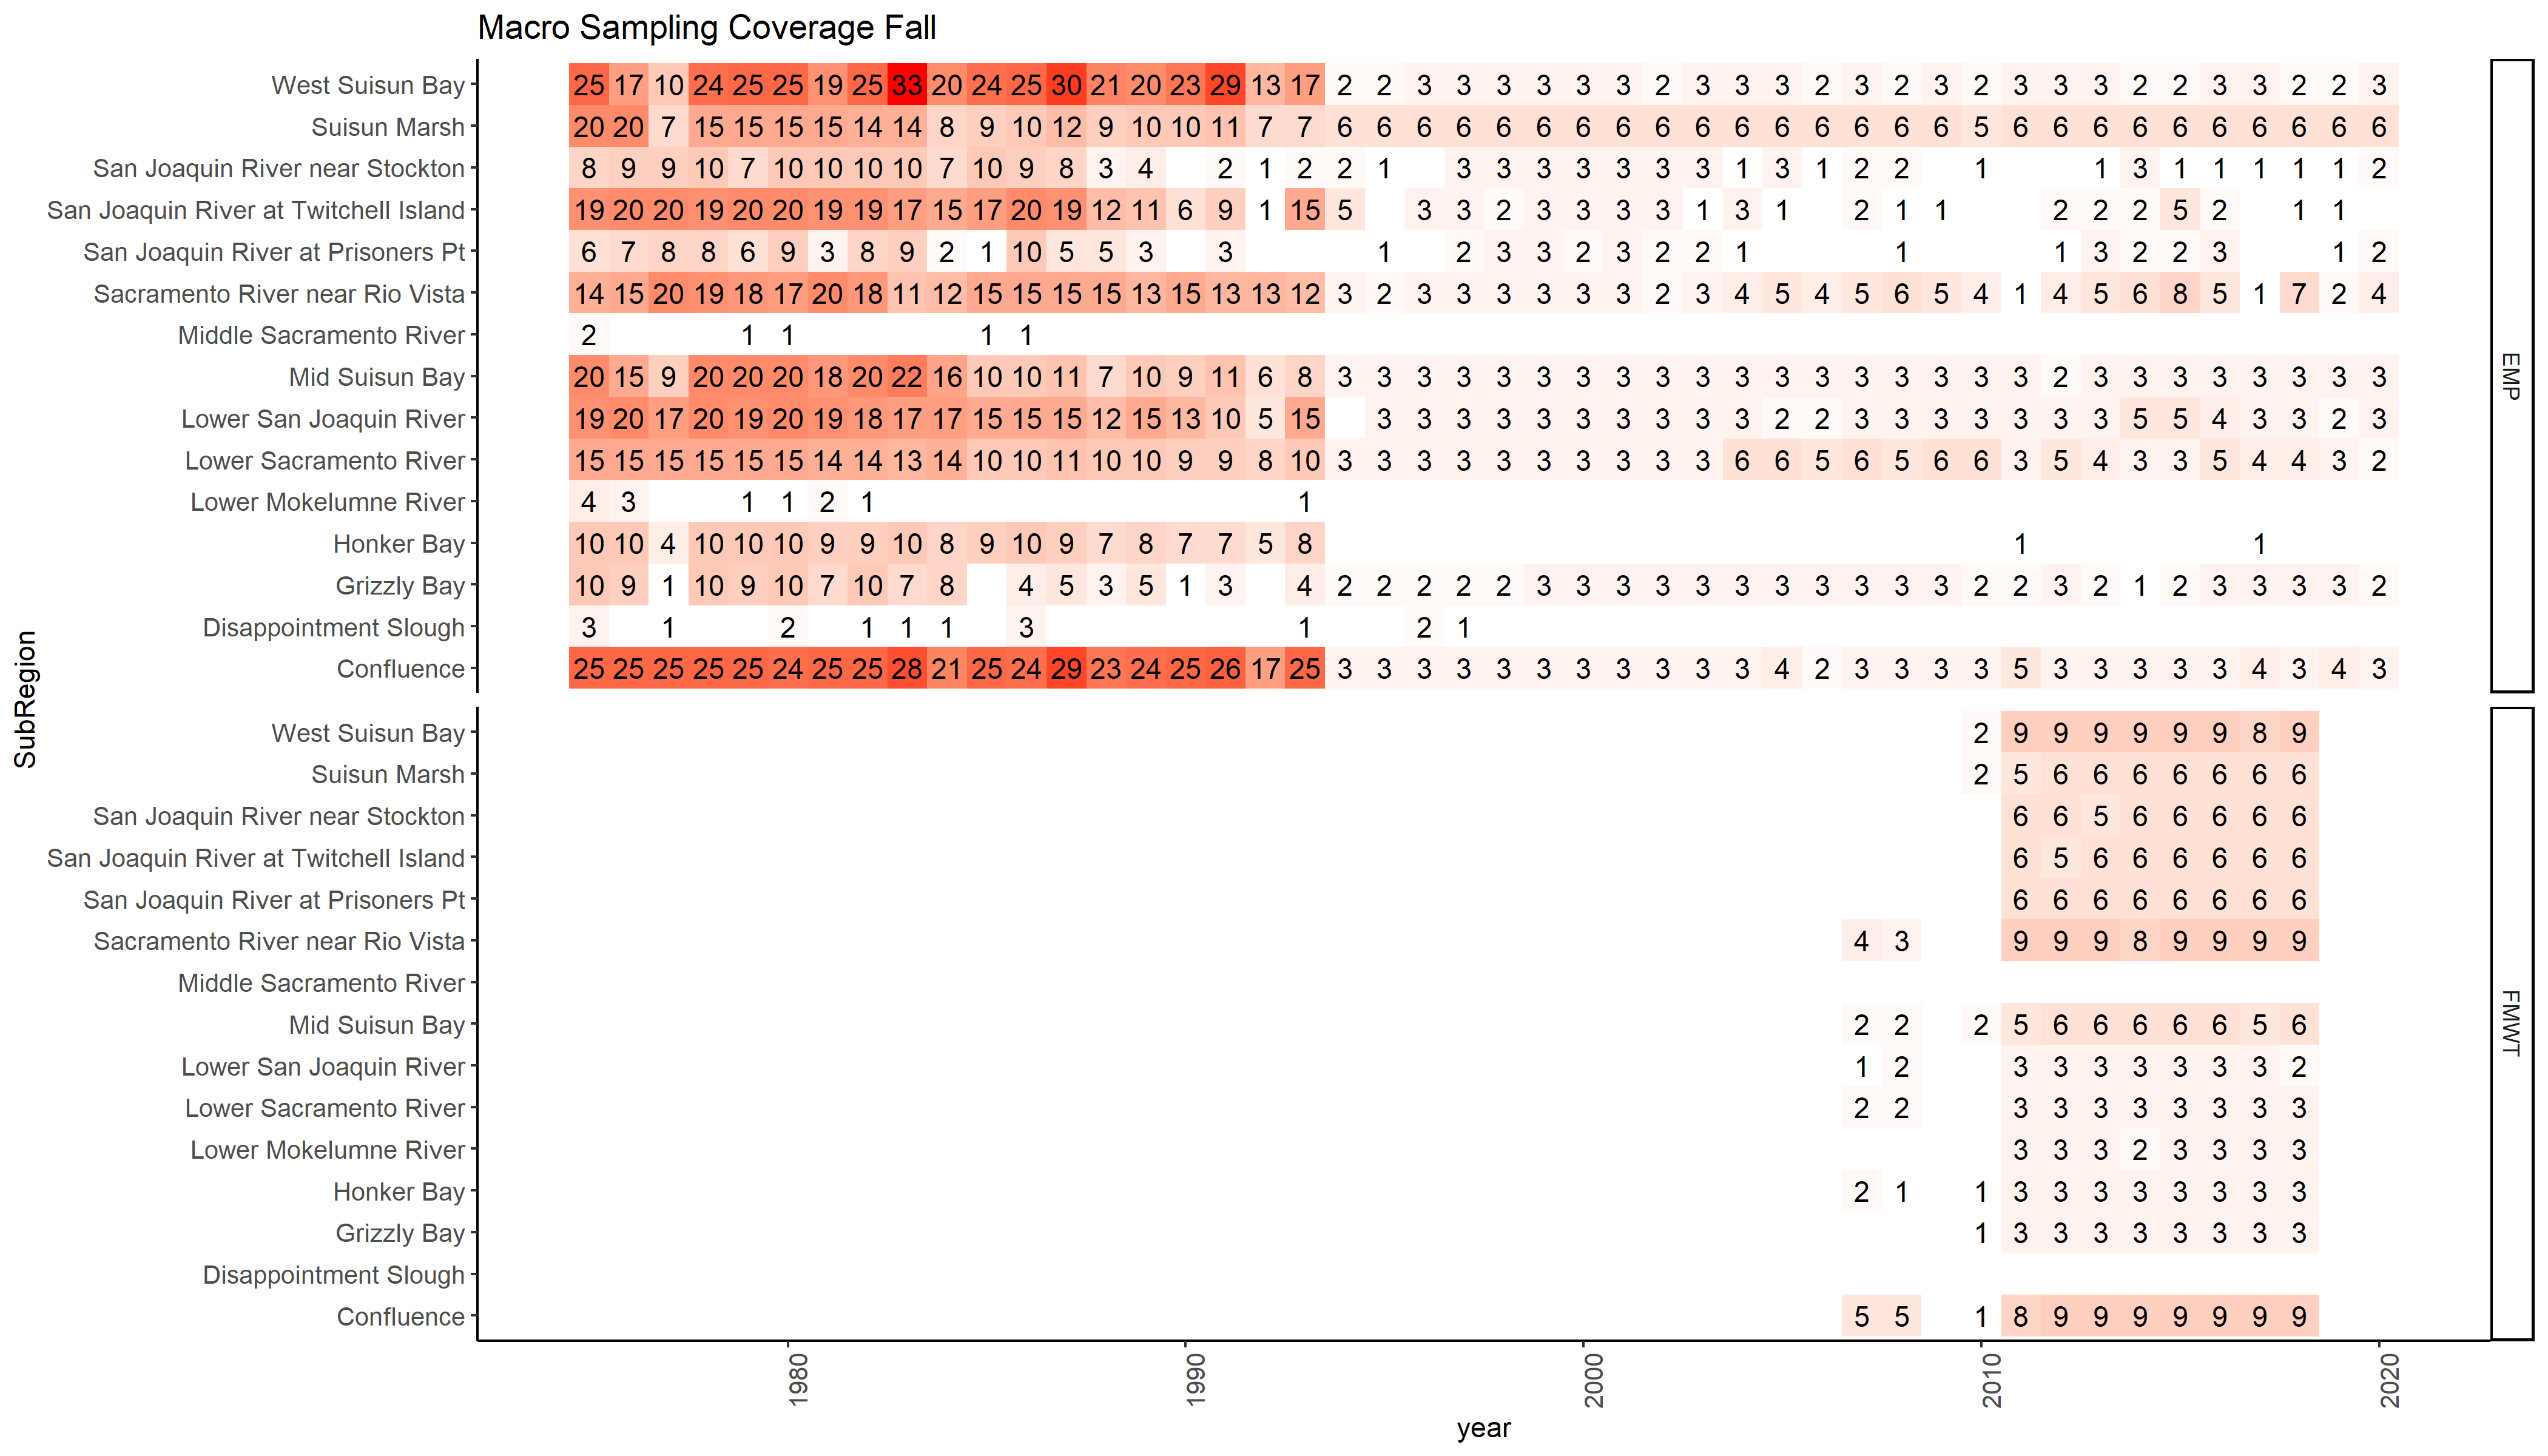 Macro Sampling Coverage Fall
West Suisun Bay 25 17 10 24 25 25 19 25 33 20 24 25 30 21 20 23 29 13 17 2 2 3 3 3 3 3 3 2 3 3 3 2 3 2 3 2 3 3 3 2 2 3 3 2 2 3
Suisun Marsh 20 20 7 15 15 15 15 14 14 8 9 10 12 9 10 10 11 7 7 6 6 6 6 6 6 6 6 6 6 6 6 6 6 6 6 5 6 6 6 6 6 6 6 6 6 6
San Joaquin River near Stockton 8 9 9 10 7 10 10 10 10 7 10 9 8 3 4 2 1 2 2 1 3 3 3 3 3 3 3 1 3 1 2 2 1 1 3 1 1 1 1 1 2
San Joaquin River at Twitchell Island 19 20 20 19 20 20 19 19 17 15 17 20 19 12 11 6 9 1 15 5 3 3 2 3 3 3 3 1 3 1 2 1 1 2 2 2 5 2 1 1
San Joaquin River at Prisoners Pt 6 7 8 8 6 9 3 8 9 2 1 10 5 5 3 3 1 2 3 3 2 3 2 2 1 1 1 3 2 2 3 1 2
Sacramento River near Rio Vista 14 15 20 19 18 17 20 18 11 12 15 15 15 15 13 15 13 13 12 3 2 3 3 3 3 3 3 2 3 4 5 4 5 6 5 4 1 4 5 6 8 5 1 7 2 4
Middle Sacramento River 2 1 1 1 1
Mid Suisun Bay 20 15 9 20 20 20 18 20 22 16 10 10 11 7 10 9 11 6 8 3 3 3 3 3 3 3 3 3 3 3 3 3 3 3 3 3 3 2 3 3 3 3 3 3 3 3
Lower San Joaquin River 19 20 17 20 19 20 19 18 17 17 15 15 15 12 15 13 10 5 15 3 3 3 3 3 3 3 3 3 3 2 2 3 3 3 3 3 3 3 5 5 4 3 3 2 3
Lower Sacramento River 15 15 15 15 15 15 14 14 13 14 10 10 11 10 10 9 9 8 10 3 3 3 3 3 3 3 3 3 3 6 6 5 6 5 6 6 3 5 4 3 3 5 4 4 3 2
Lower Mokelumne River 4 3 1 1 2 1 1
Honker Bay 10 10 4 10 10 10 9 9 10 8 9 10 9 7 8 7 7 5 8 1 1
Grizzly Bay 10 9 1 10 9 10 7 10 7 8 4 5 3 5 1 3 4 2 2 2 2 2 3 3 3 3 3 3 3 3 3 3 3 2 2 3 2 1 2 3 3 3 3 2
Disappointment Slough 3 1 2 1 1 1 3 1 2 1
Confluence 25 25 25 25 25 24 25 25 28 21 25 24 29 23 24 25 26 17 25 3 3 3 3 3 3 3 3 3 3 3 4 2 3 3 3 3 5 3 3 3 3 3 4 3 4 3
EMP
West Suisun Bay 2 9 9 9 9 9 9 8 9
Suisun Marsh 2 5 6 6 6 6 6 6 6
San Joaquin River near Stockton 6 6 5 6 6 6 6 6
San Joaquin River at Twitchell Island 6 5 6 6 6 6 6 6
San Joaquin River at Prisoners Pt 6 6 6 6 6 6 6 6
Sacramento River near Rio Vista 4 3 9 9 9 8 9 9 9 9
Middle Sacramento River
Mid Suisun Bay 2 2 2 5 6 6 6 6 6 5 6
Lower San Joaquin River 1 2 3 3 3 3 3 3 3 2
Lower Sacramento River 2 2 3 3 3 3 3 3 3 3
Lower Mokelumne River 3 3 3 2 3 3 3 3
Honker Bay 2 1 1 3 3 3 3 3 3 3 3
Grizzly Bay 1 3 3 3 3 3 3 3 3
Disappointment Slough
Confluence 5 5 1 8 9 9 9 9 9 9 9
FMWT
SubRegion
1980 1990 2000 2010 2020
year